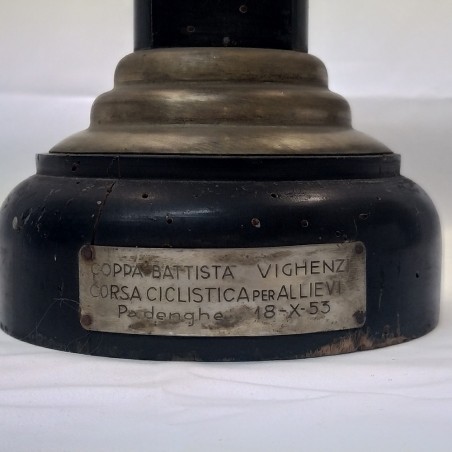 COPPA BATTISTA VIGHENZI
CORSA CICLISTICA PER ALLIEVI
Padenghe 18-X-53